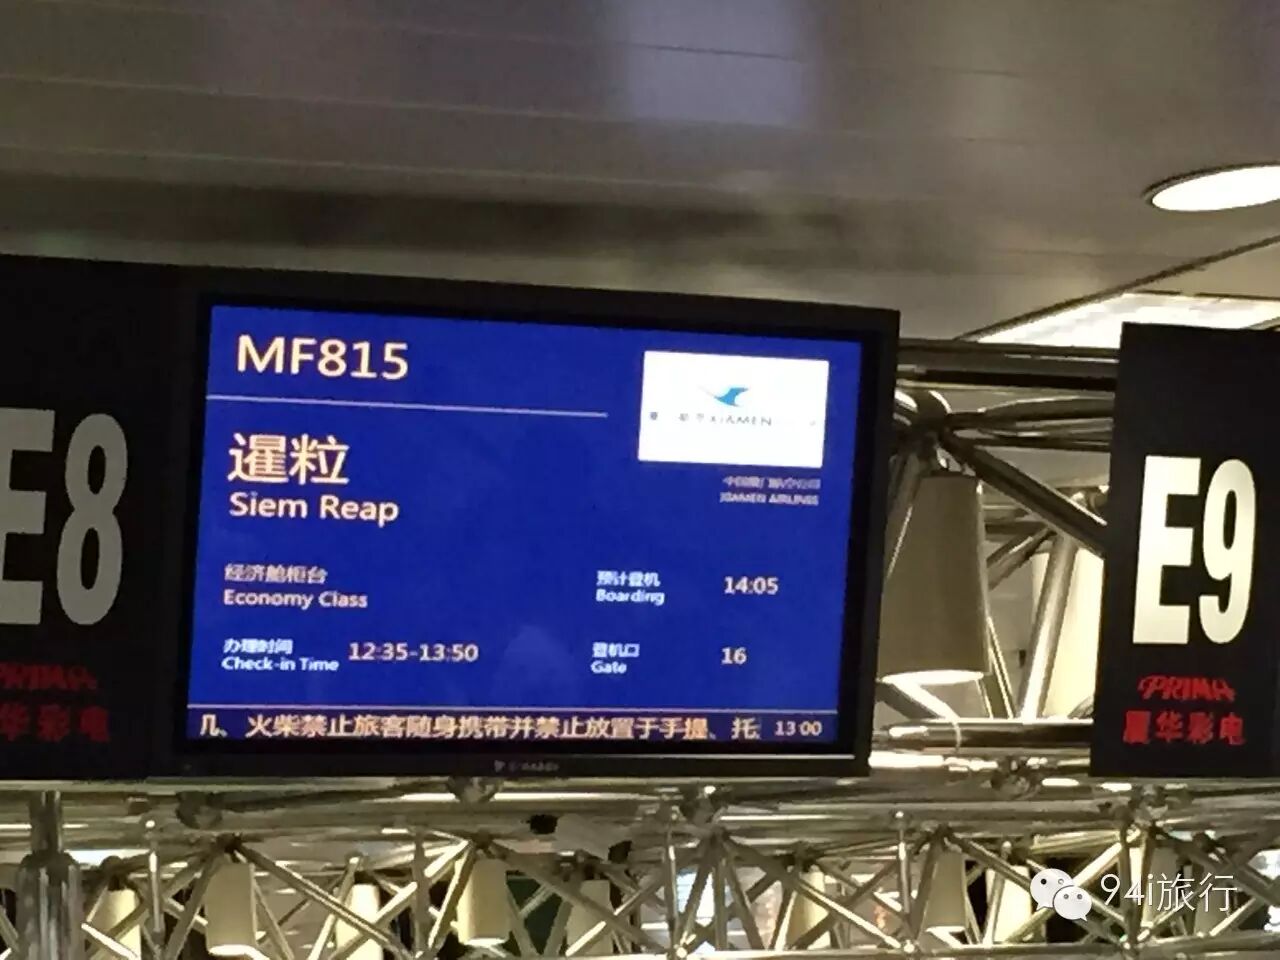 MF815
XIAMEN
暹粒
Siem Reap
XIAMEN AIRLINES
经济舱柜台
Economy Class
预计登机
Boarding
14:05
办理时间
Check-in Time
12:35-13:50
登机口
Gate
16
几、火柴禁止旅客随身携带并禁止放置于手提、托
13:00
E8
PRIMA
华彩电
E9
PRIMA
厦华彩电
94i旅行